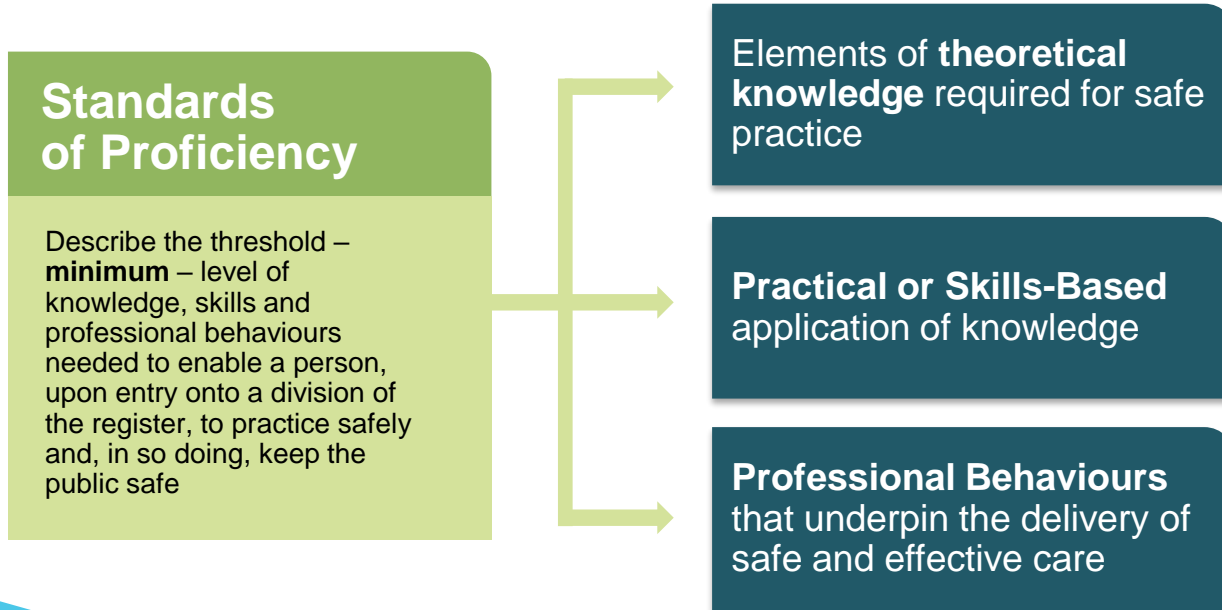 Standards
of Proficiency
Describe the threshold –
minimum – level of
knowledge, skills and
professional behaviours
needed to enable a person,
upon entry onto a division of
the register, to practice safely
and, in so doing, keep the
public safe
Elements of theoretical
knowledge required for safe
practice
Practical or Skills-Based
application of knowledge
Professional Behaviours
that underpin the delivery of
safe and effective care